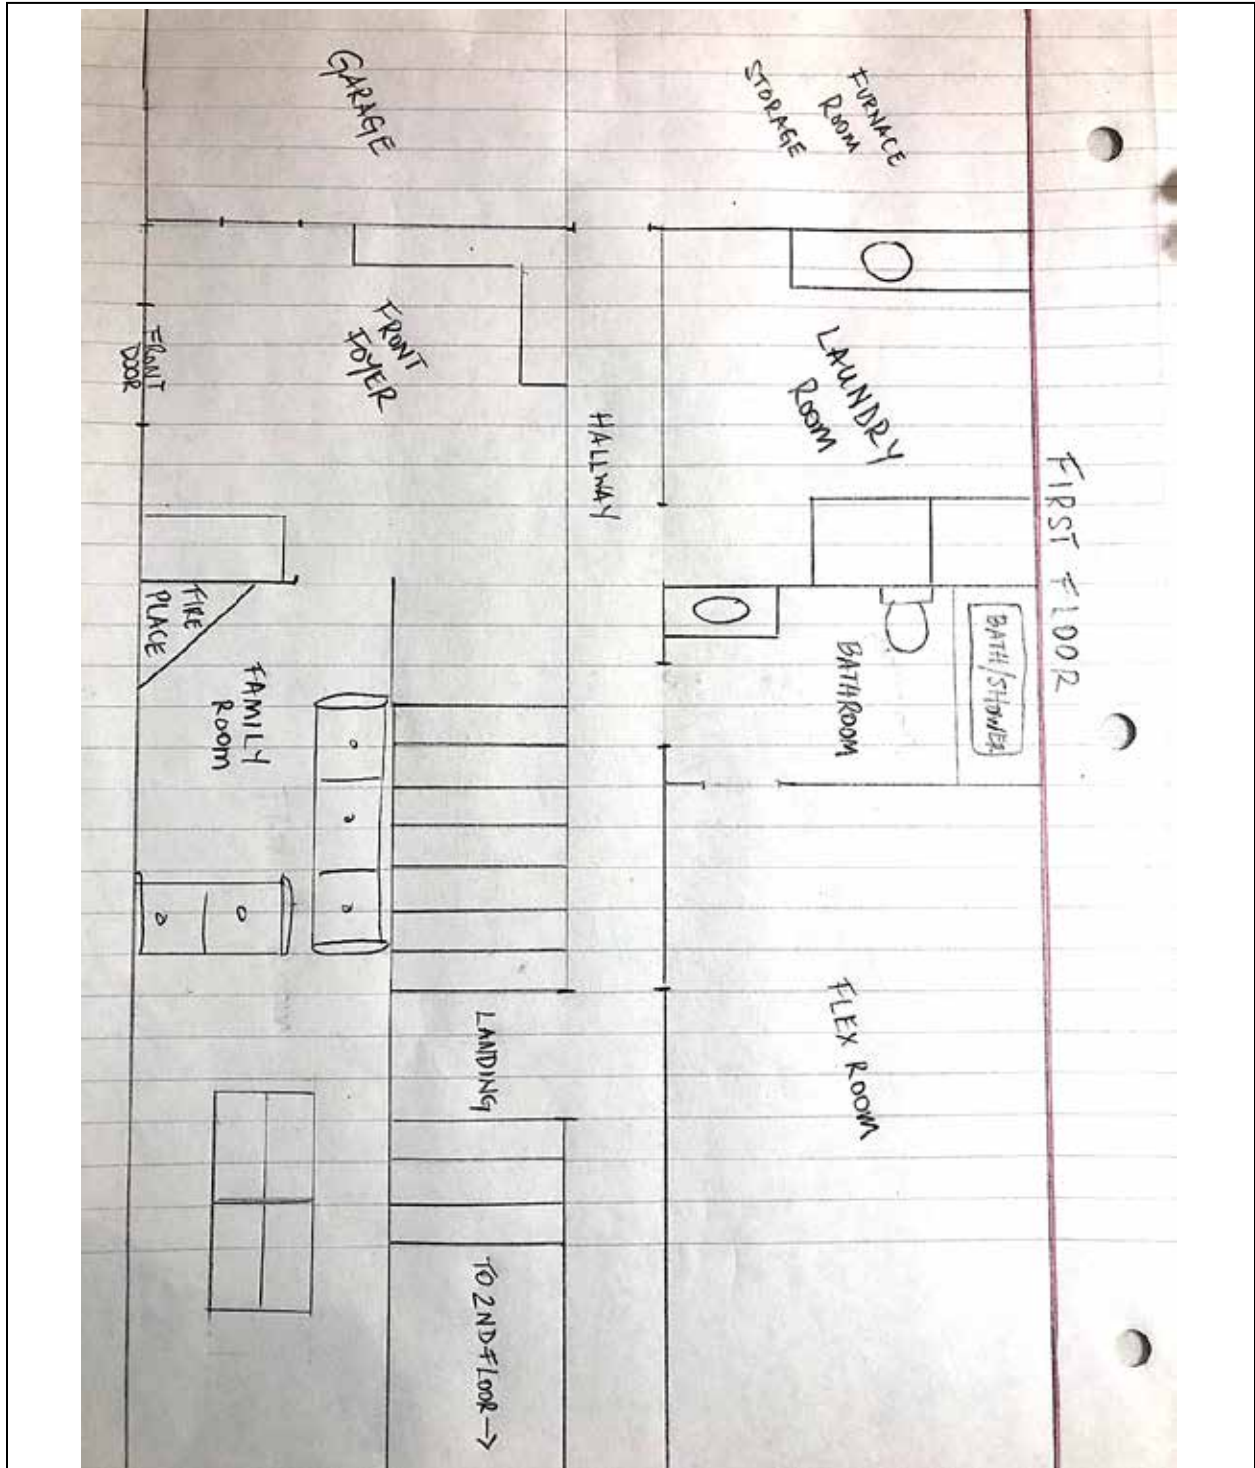 FIRST FLOOR
FURNACE
ROOM
STORAGE
LAUNDRY
ROOM
BATH/SHOWER
BATHROOM
FLEX ROOM
HALLWAY
GARAGE
FRONT
FOYER
LANDING
TO 2ND FLOOR →
FRONT
DOOR
FIRE
PLACE
FAMILY
ROOM